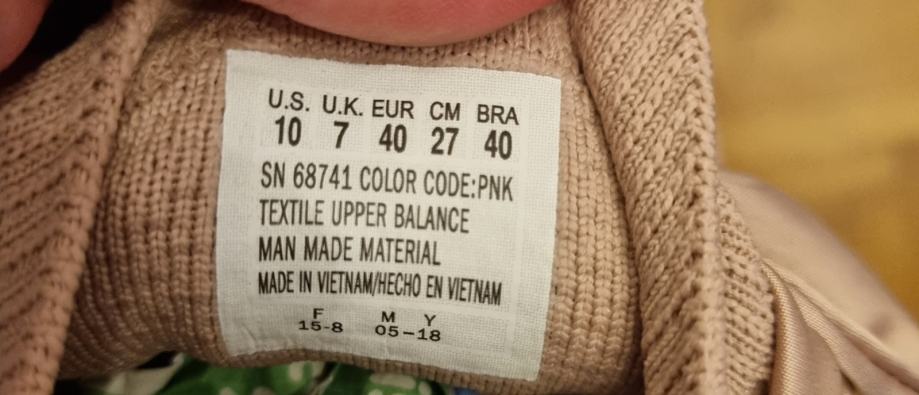 U.S. U.K. EUR CM BRA
10 7 40 27 40
SN 68741 COLOR CODE:PNK
TEXTILE UPPER BALANCE
MAN MADE MATERIAL
MADE IN VIETNAM/HECHO EN VIETNAM
F M Y
15-8 05-18